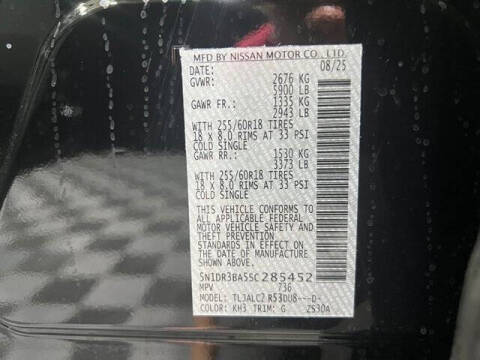 MFD BY NISSAN MOTOR CO., LTD.
DATE: 08/25
GVWR: 2676 KG
5900 LB
GAWR FR.: 1335 KG
2943 LB
WITH 255/60R18 TIRES
18 X 8.0 RIMS AT 33 PSI
COLD SINGLE
GAWR RR.: 1530 KG
3373 LB
WITH 255/60R18 TIRES
18 X 8.0 RIMS AT 33 PSI
COLD SINGLE
THIS VEHICLE CONFORMS TO
ALL APPLICABLE FEDERAL
MOTOR VEHICLE SAFETY
AND THEFT PREVENTION
STANDARDS IN EFFECT ON
THE DATE OF MANUFACTURE
SHOWN ABOVE.
5N1DR3BA5SC285452
MPV 736
MODEL: TL3ALC7 R53DU8---D-
COLOR: KH3 TRIM: G ZS30A